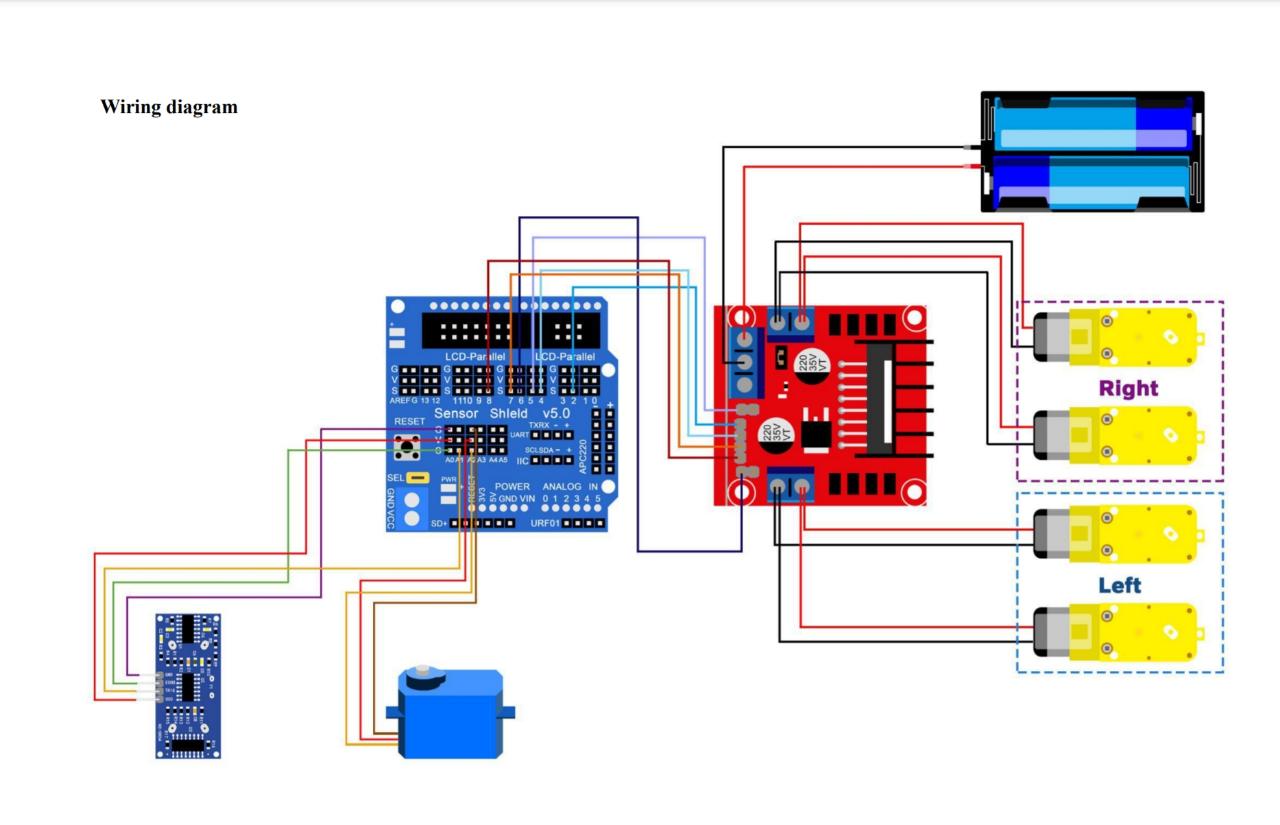 Wiring diagram
LCD-Parallel LCD-Parallel
G G G G
V V V V
S S S S
AREF G 13 12 1110 9 8 7 6 5 4 3 2 1 0
Sensor Shield v5.0
RESET
TXRX - +
UART
SCLSDA - +
IIC
APC220
A0 A1 A2 A3 A4 A5
SEL
PWR
GND VCC
RESET
3V3
5V
POWER ANALOG IN
GND VIN 0 1 2 3 4 5
SD+ URF01
220
35V
VT
220
35V
VT
Right
Left